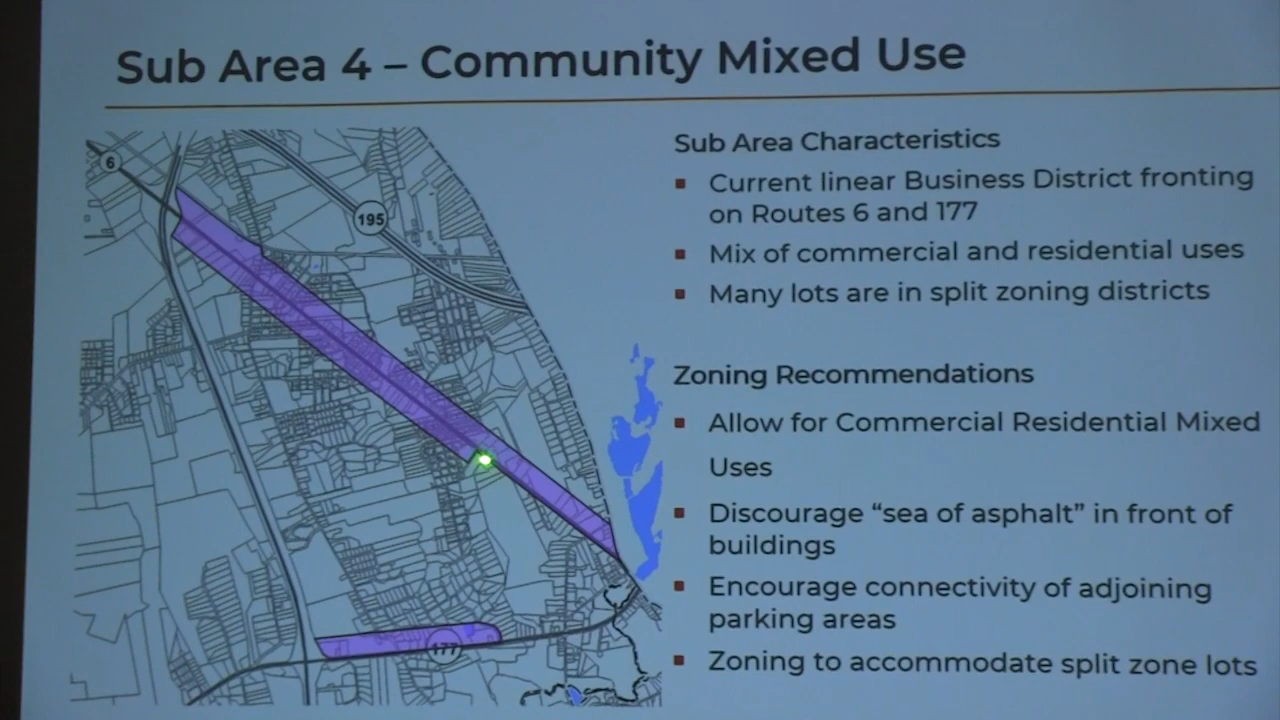 Sub Area 4 – Community Mixed Use
6
195
177
Sub Area Characteristics
Current linear Business District fronting
on Routes 6 and 177
Mix of commercial and residential uses
Many lots are in split zoning districts
Zoning Recommendations
Allow for Commercial Residential Mixed
Uses
Discourage “sea of asphalt” in front of
buildings
Encourage connectivity of adjoining
parking areas
Zoning to accommodate split zone lots